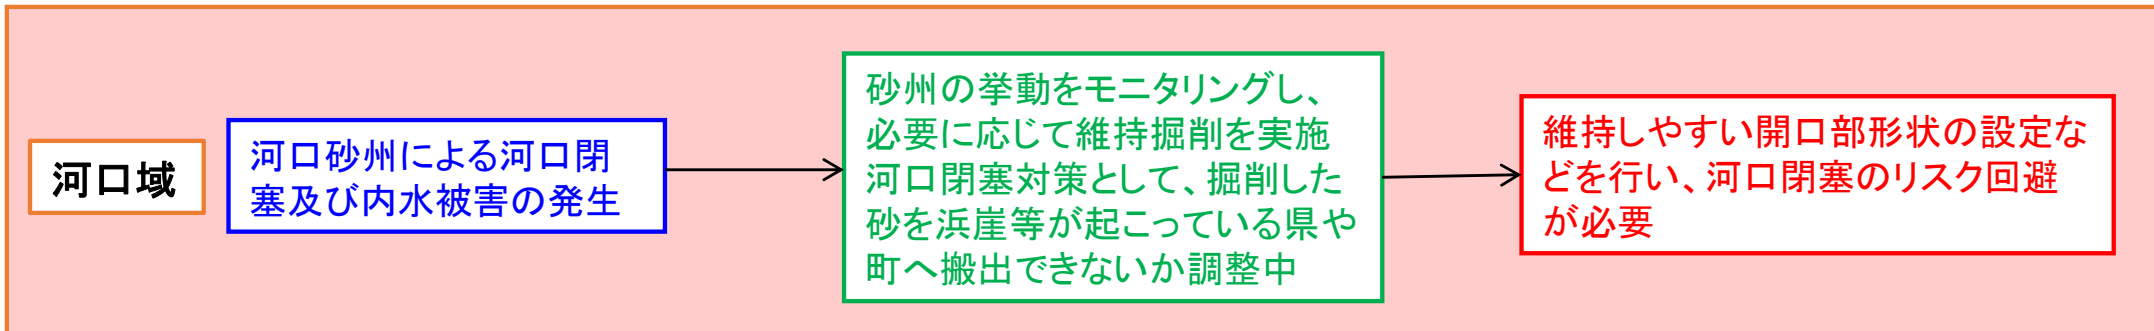 河口域
河口砂州による河口閉
塞及び内水被害の発生
砂州の挙動をモニタリングし、
必要に応じて維持掘削を実施
河口閉塞対策として、掘削した
砂を浜崖等が起こっている県や
町へ搬出できないか調整中
維持しやすい開口部形状の設定な
どを行い、河口閉塞のリスク回避
が必要